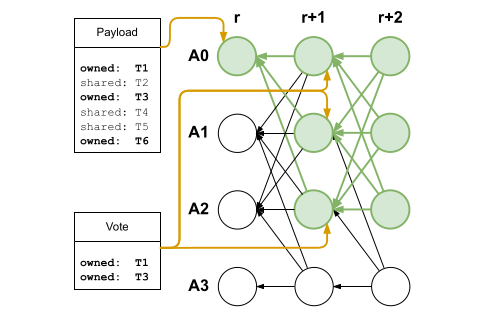 Payload
owned: T1
shared: T2
owned: T3
shared: T4
shared: T5
owned: T6
Vote
owned: T1
owned: T3
r r+1 r+2
A0
A1
A2
A3